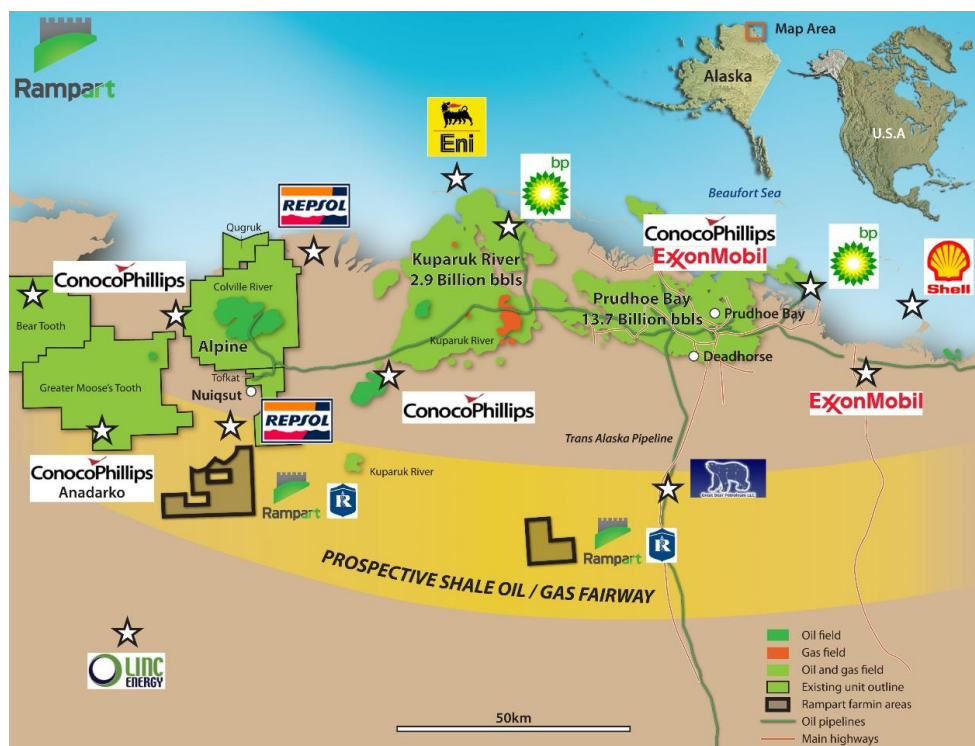 Rampart
Map Area
Alaska
U.S.A
Beaufort Sea
Eni
bp
REPSOL
Qugruk
ConocoPhillips
ExxonMobil
bp
Shell
Kuparuk River
2.9 Billion bbls
ConocoPhillips
Colville River
Bear Tooth
Prudhoe Bay
13.7 Billion bbls
Prudhoe Bay
Alpine
Kuparuk River
Deadhorse
Tofkat
Greater Moose's Tooth
Nuiqsut
ConocoPhillips
ExxonMobil
REPSOL
Trans Alaska Pipeline
ConocoPhillips
Anadarko
Kuparuk River
Great Bear Petroleum LLC.
Rampart
R
Rampart
R
PROSPECTIVE SHALE OIL / GAS FAIRWAY
LINC
ENERGY
Oil field
Gas field
Oil and gas field
Existing unit outline
Rampart farmin areas
Oil pipelines
Main highways
50km